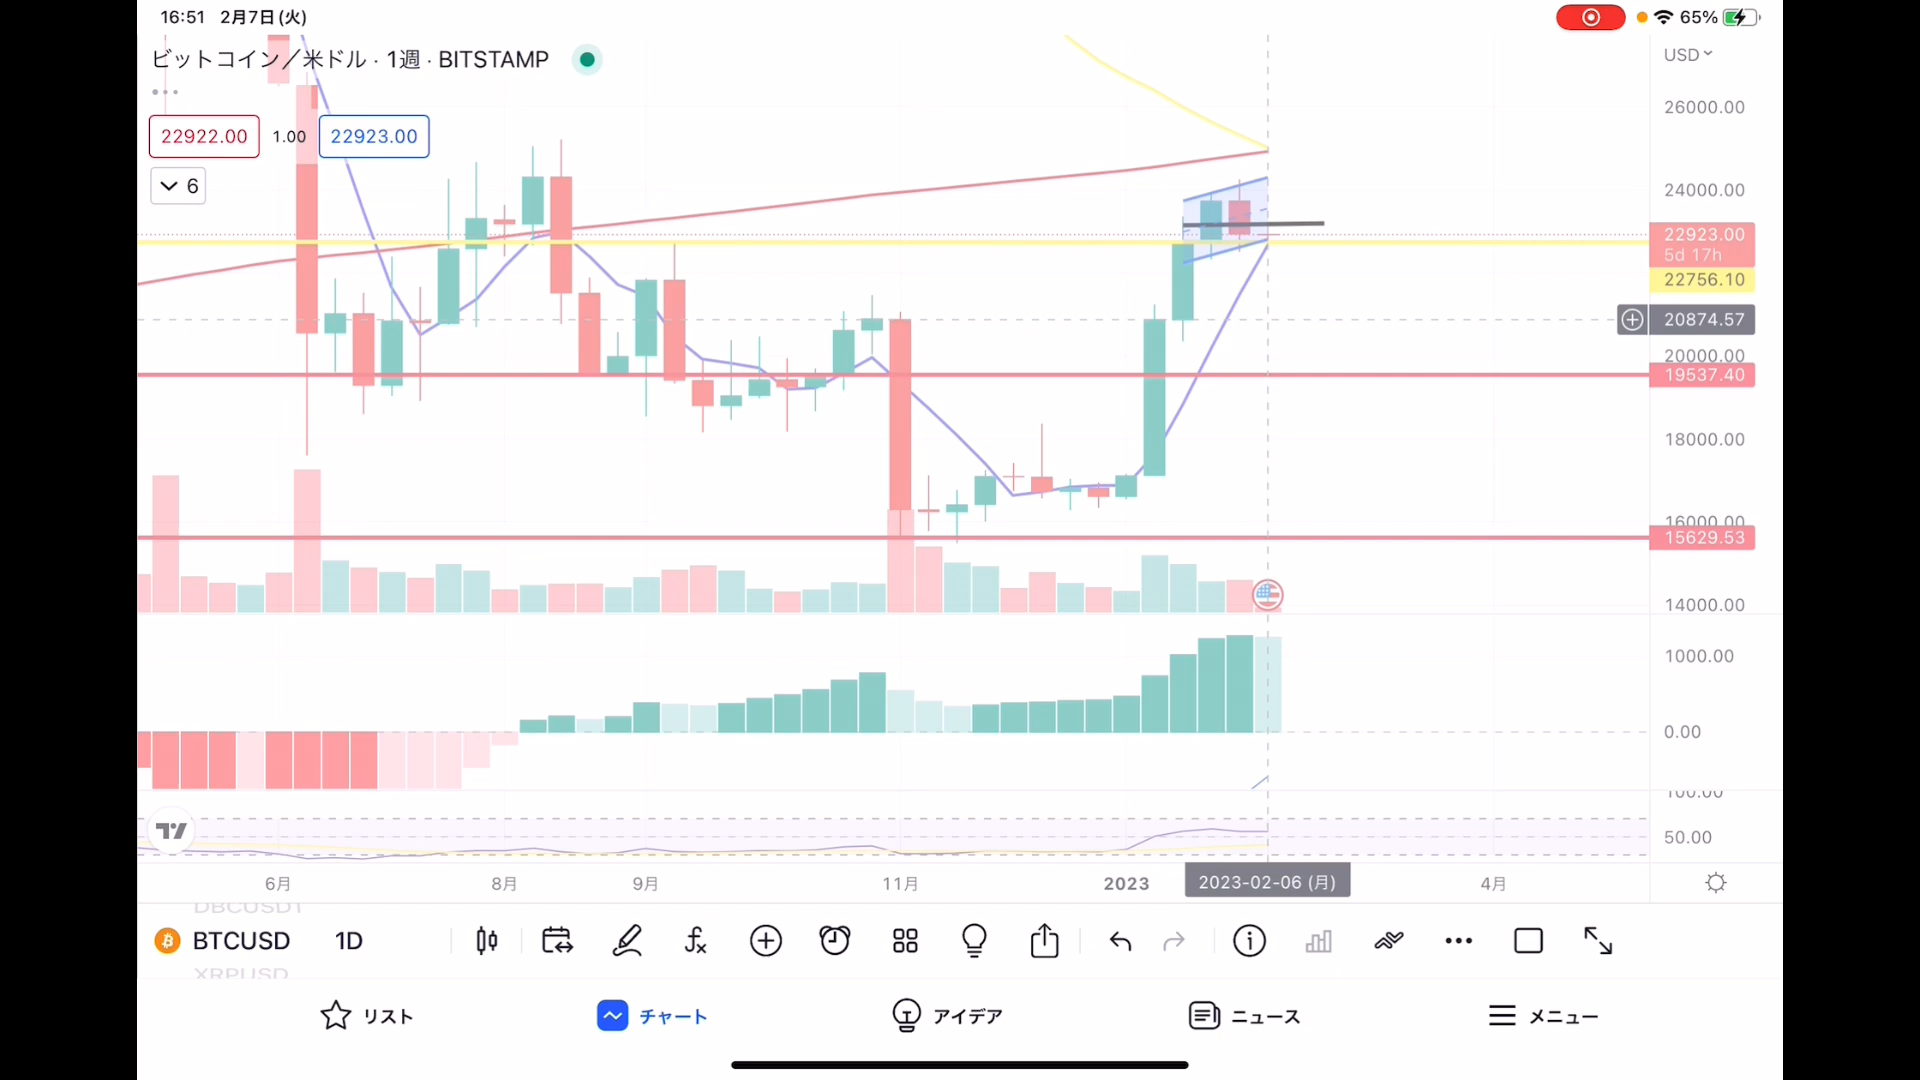 16:51 2月7日(火)
65%
ビットコイン/米ドル · 1週 · BITSTAMP
USD
26000.00
22922.00 1.00 22923.00
6
24000.00
22923.00
5d 17h
22756.10
20874.57
20000.00
19537.40
18000.00
16000.00
15629.53
14000.00
1000.00
0.00
100.00
50.00
6月 8月 9月 11月 2023 2023-02-06 (月) 4月
BTCUSD 1D
XRPUSD
リスト チャート アイデア ニュース メニュー